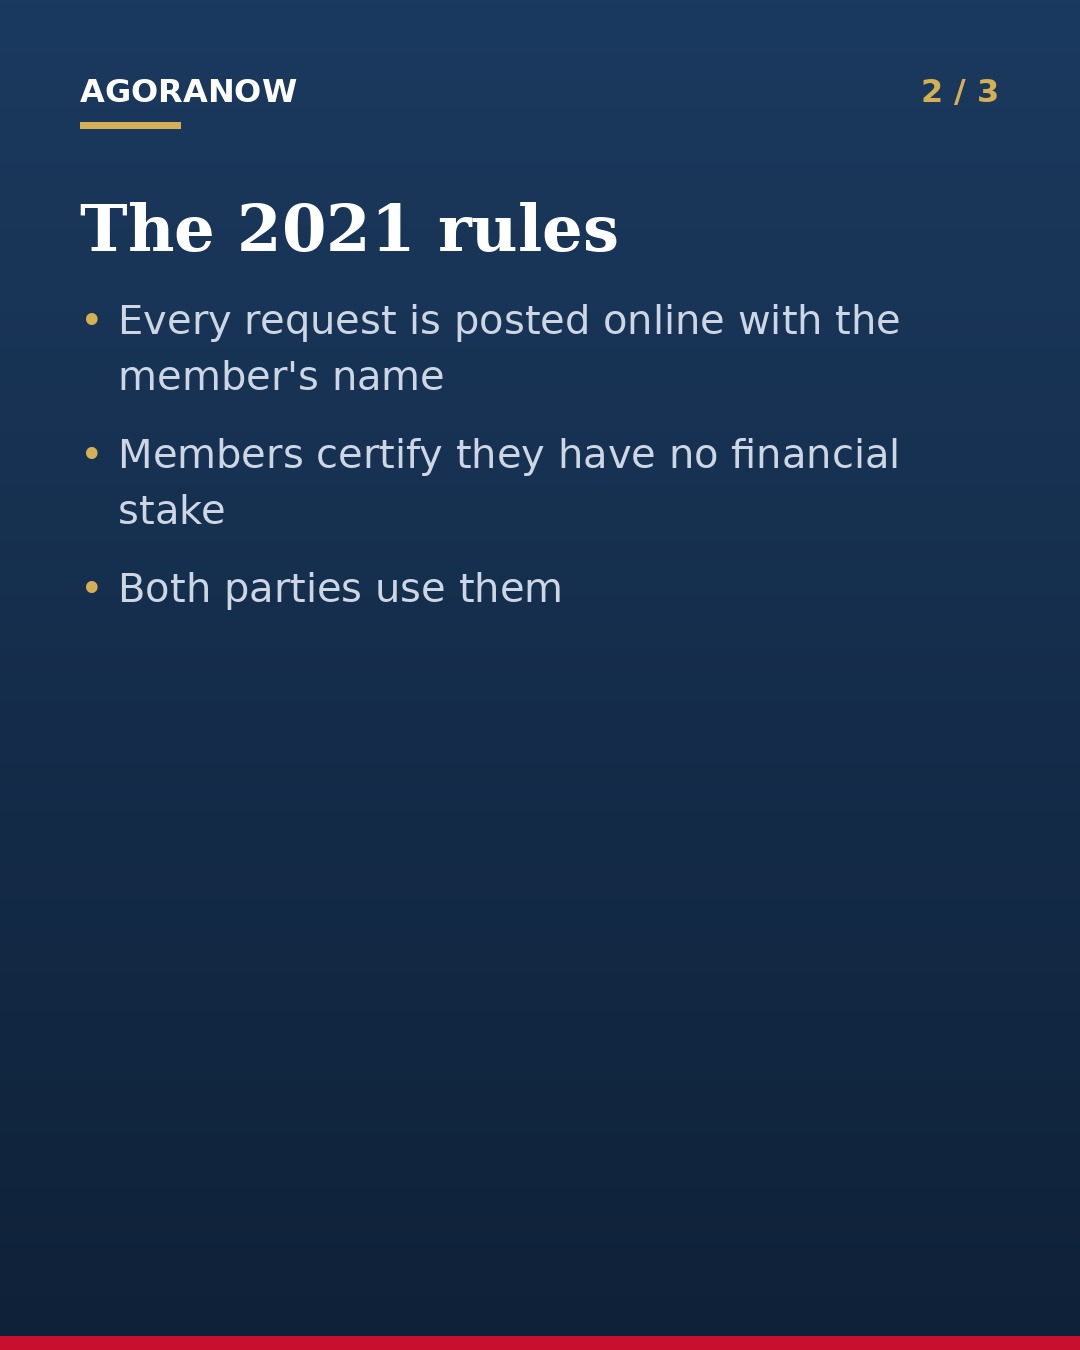 AGORANOW
2 / 3
The 2021 rules
• Every request is posted online with the
member's name
• Members certify they have no financial
stake
• Both parties use them